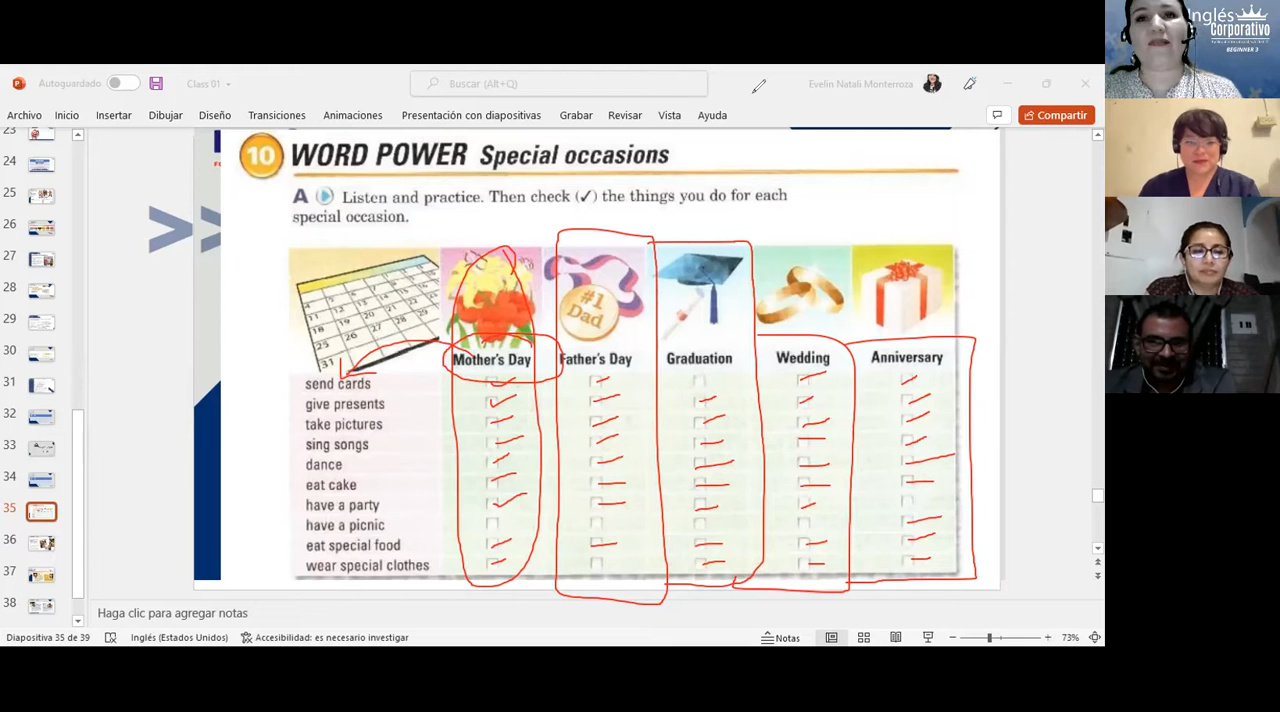 Inglés
Corporativo
BEGINNER 3
Autoguardado
Class 01
Buscar (Alt+Q)
Evelin Natali Monterroza
Archivo Inicio Insertar Dibujar Diseño Transiciones Animaciones Presentación con diapositivas Grabar Revisar Vista Ayuda Compartir
23
24
25
26
27
28
29
30
31
32
33
34
35
36
37
38
10 WORD POWER Special occasions
A Listen and practice. Then check (✓) the things you do for each
special occasion.
#1
Dad
Mother's Day Father's Day Graduation Wedding Anniversary
send cards
give presents
take pictures
sing songs
dance
eat cake
have a party
have a picnic
eat special food
wear special clothes
Haga clic para agregar notas
Diapositiva 35 de 39 Inglés (Estados Unidos) Accesibilidad: es necesario investigar Notas 73%